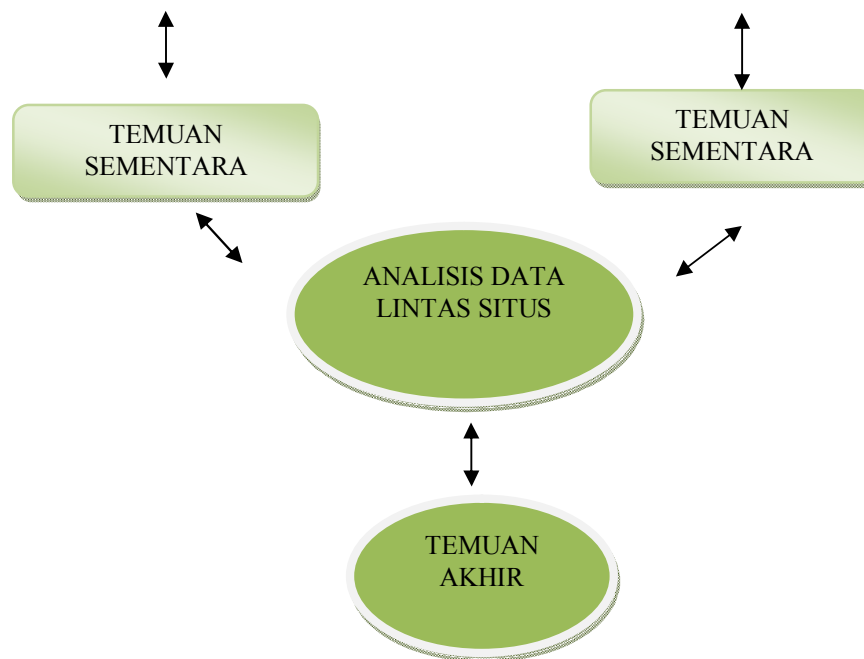 TEMUAN
SEMENTARA
TEMUAN
SEMENTARA
ANALISIS DATA
LINTAS SITUS
TEMUAN
AKHIR